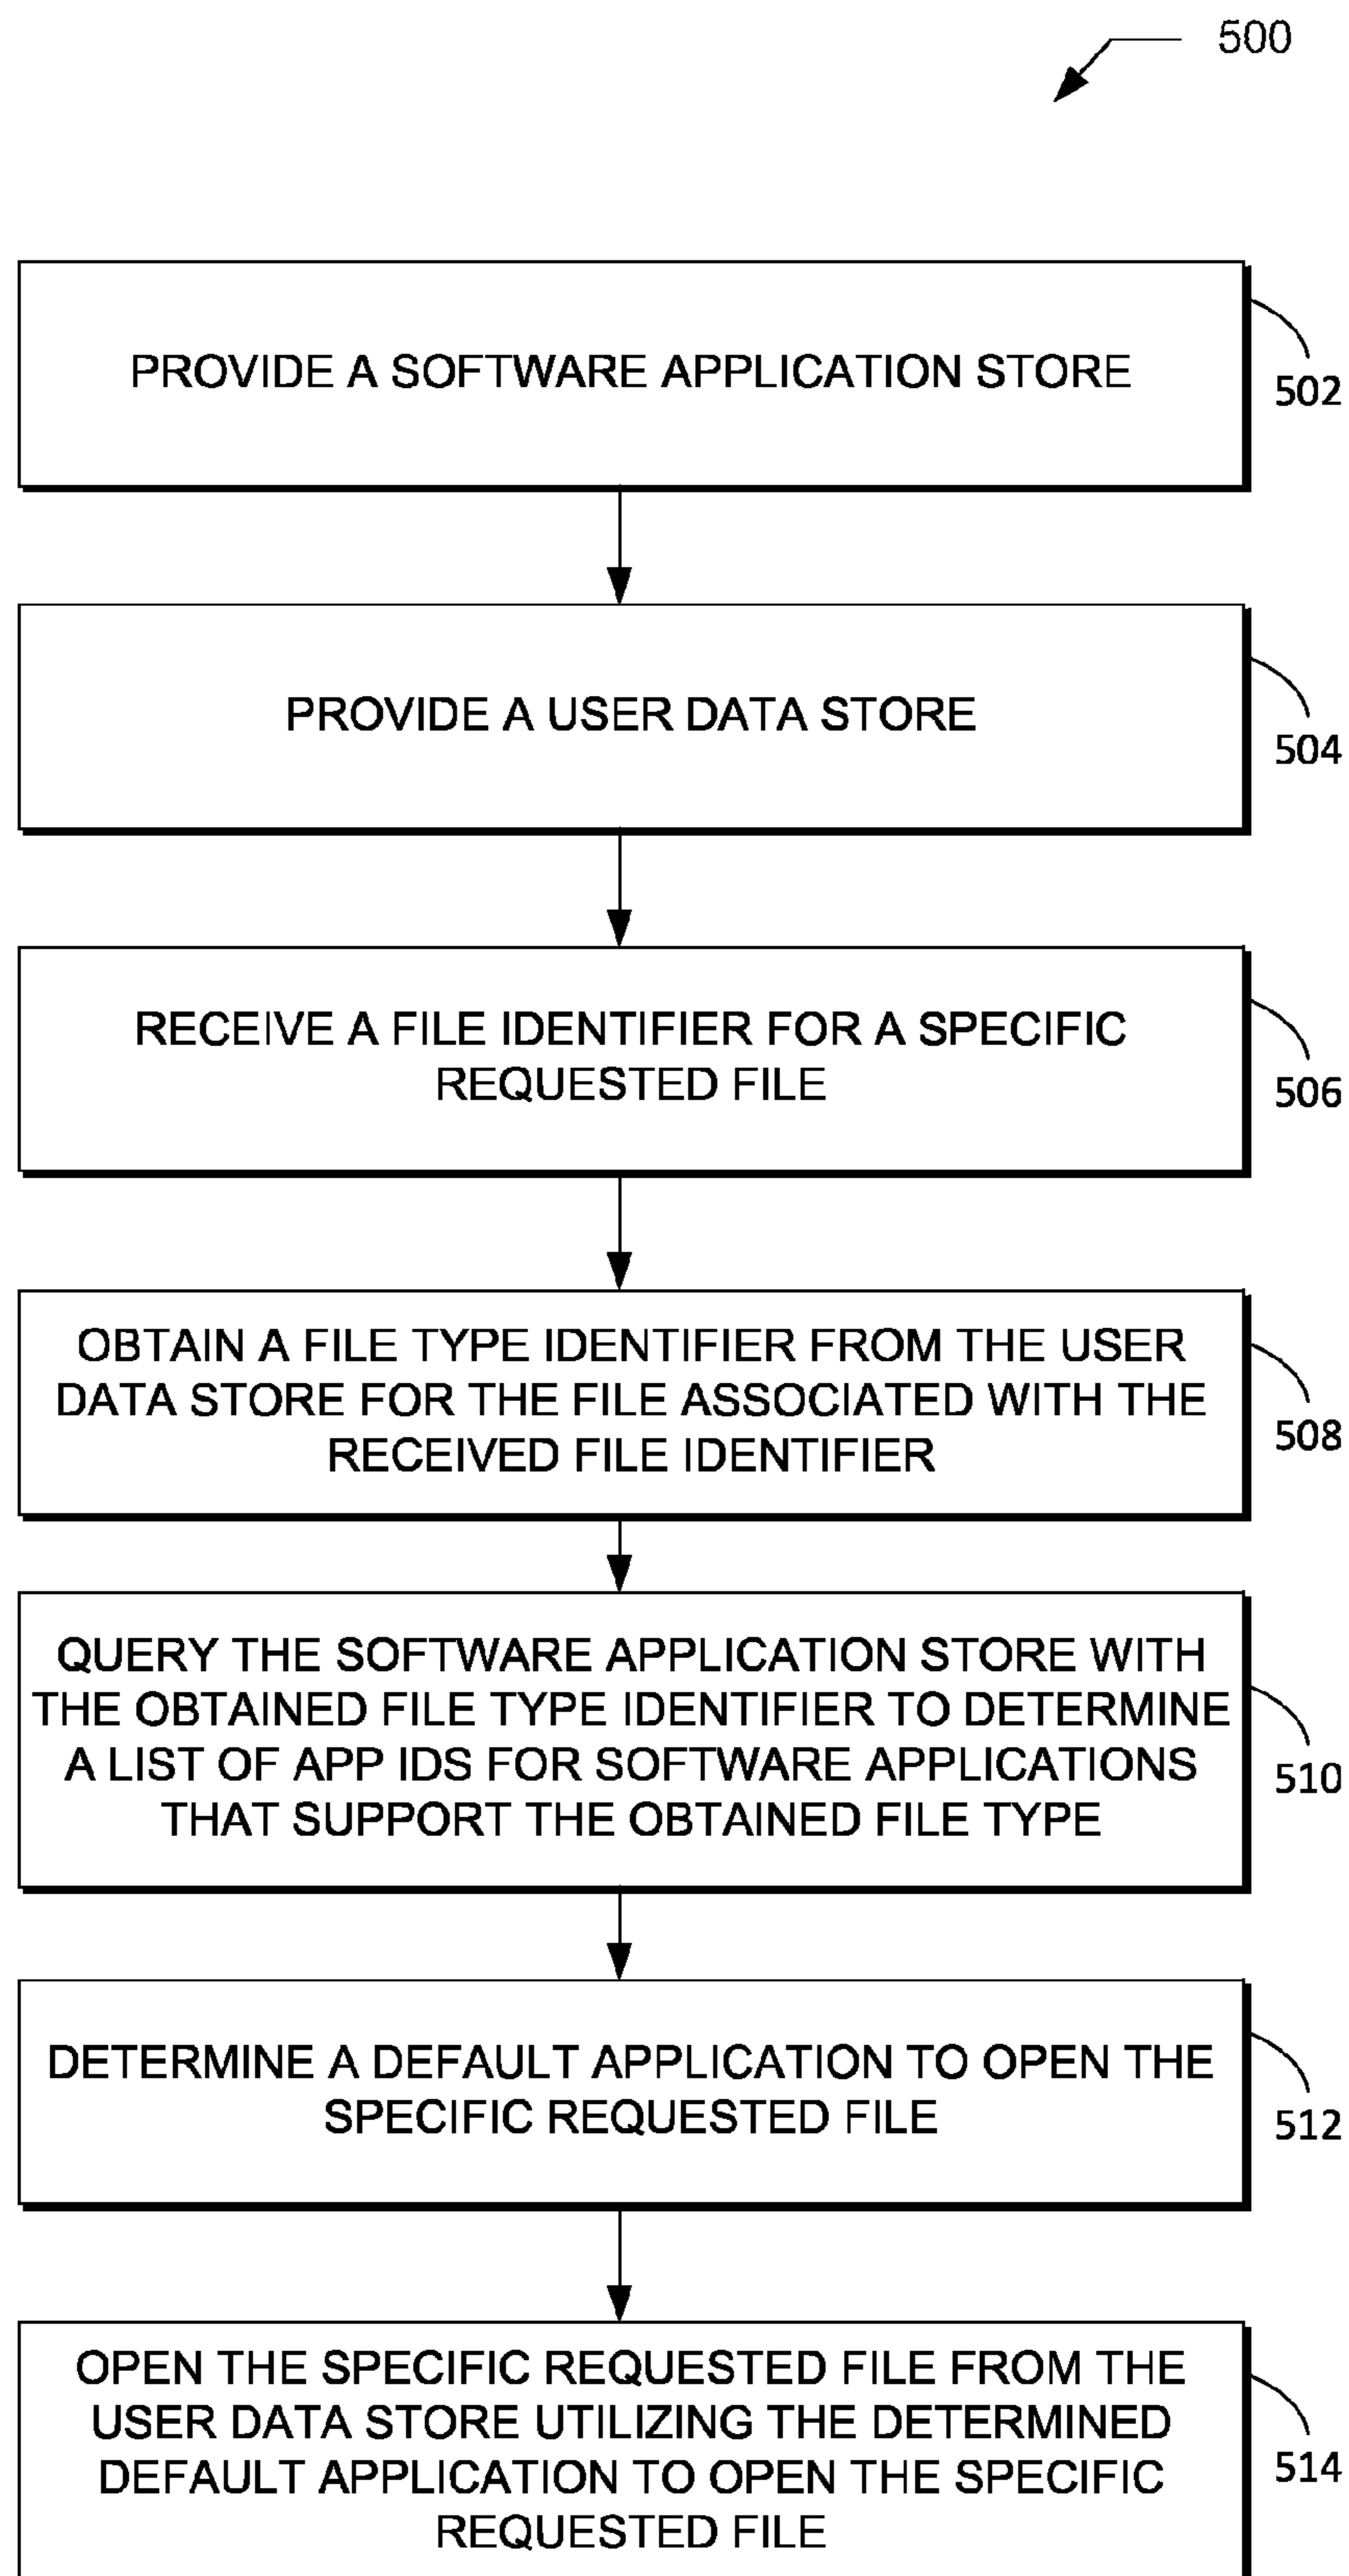 500
PROVIDE A SOFTWARE APPLICATION STORE
502
PROVIDE A USER DATA STORE
504
RECEIVE A FILE IDENTIFIER FOR A SPECIFIC
REQUESTED FILE
506
OBTAIN A FILE TYPE IDENTIFIER FROM THE USER
DATA STORE FOR THE FILE ASSOCIATED WITH THE
RECEIVED FILE IDENTIFIER
508
QUERY THE SOFTWARE APPLICATION STORE WITH
THE OBTAINED FILE TYPE IDENTIFIER TO DETERMINE
A LIST OF APP IDS FOR SOFTWARE APPLICATIONS
THAT SUPPORT THE OBTAINED FILE TYPE
510
DETERMINE A DEFAULT APPLICATION TO OPEN THE
SPECIFIC REQUESTED FILE
512
OPEN THE SPECIFIC REQUESTED FILE FROM THE
USER DATA STORE UTILIZING THE DETERMINED
DEFAULT APPLICATION TO OPEN THE SPECIFIC
REQUESTED FILE
514